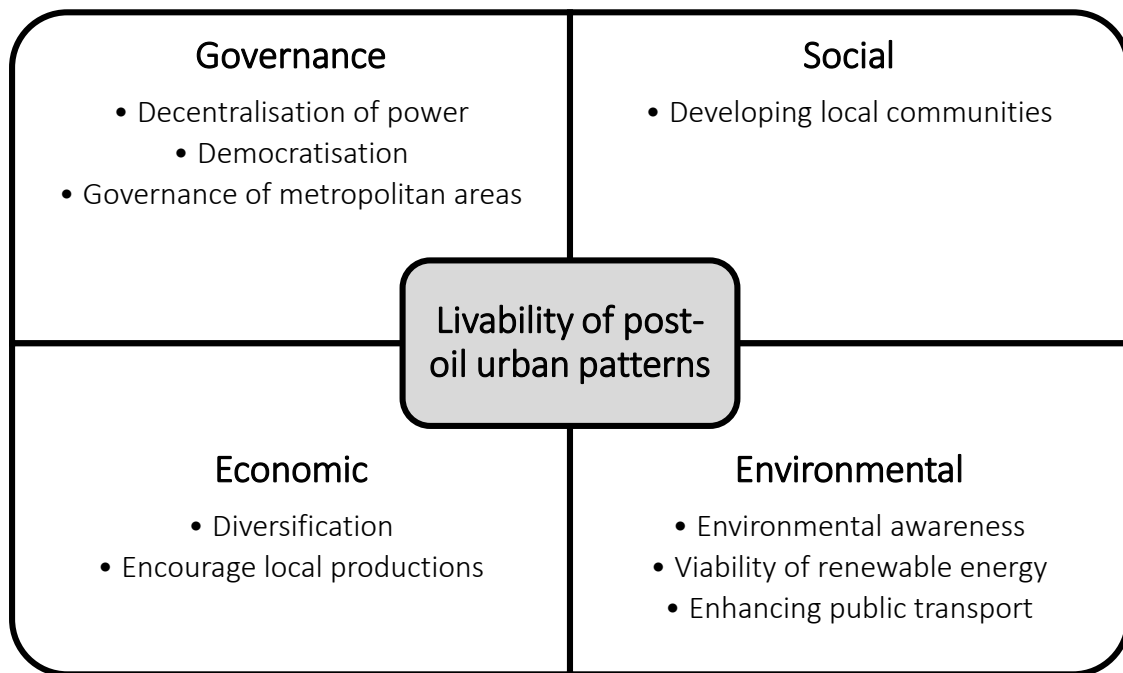 Governance
• Decentralisation of power
• Democratisation
• Governance of metropolitan areas
Social
• Developing local communities
Livability of post-
oil urban patterns
Economic
• Diversification
• Encourage local productions
Environmental
• Environmental awareness
• Viability of renewable energy
• Enhancing public transport